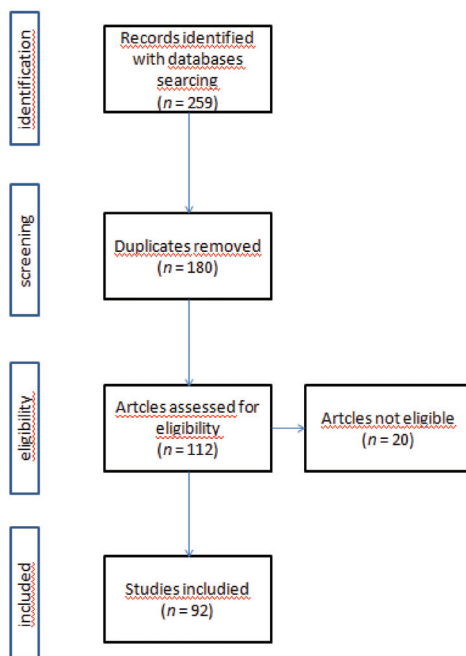 identification
Records identified
with databases
searcing
(n = 259)
screening
Duplicates removed
(n = 180)
eligibility
Artcles assessed for
eligibility
(n = 112)
Artcles not eligible
(n = 20)
included
Studies includied
(n = 92)